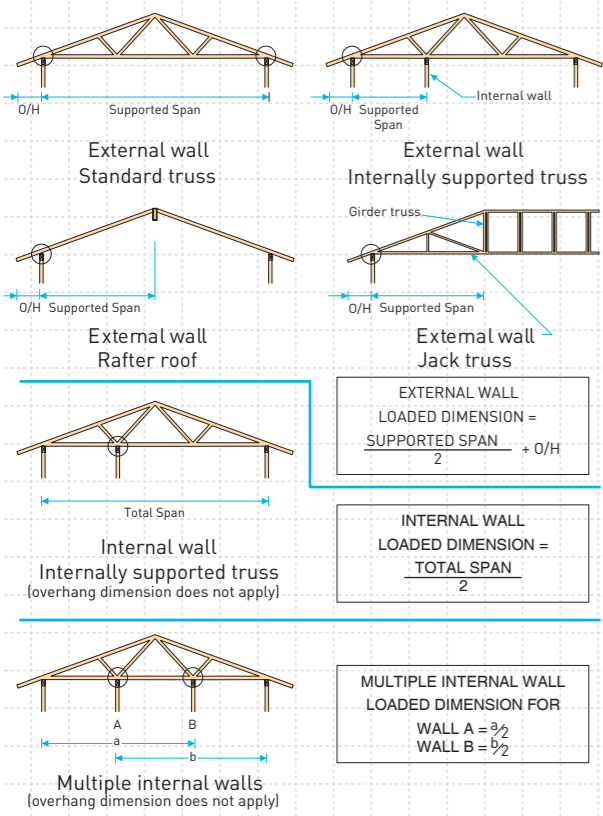 O/H Supported Span
External wall
Standard truss
Internal wall
O/H Supported
Span
External wall
Internally supported truss
O/H Supported Span
External wall
Rafter roof
Girder truss
O/H Supported Span
External wall
Jack truss
EXTERNAL WALL
LOADED DIMENSION =
SUPPORTED SPAN
2
+ O/H
Total Span
Internal wall
Internally supported truss
(overhang dimension does not apply)
INTERNAL WALL
LOADED DIMENSION =
TOTAL SPAN
2
A B
a
b
Multiple internal walls
(overhang dimension does not apply)
MULTIPLE INTERNAL WALL
LOADED DIMENSION FOR
WALL A = a/2
WALL B = b/2